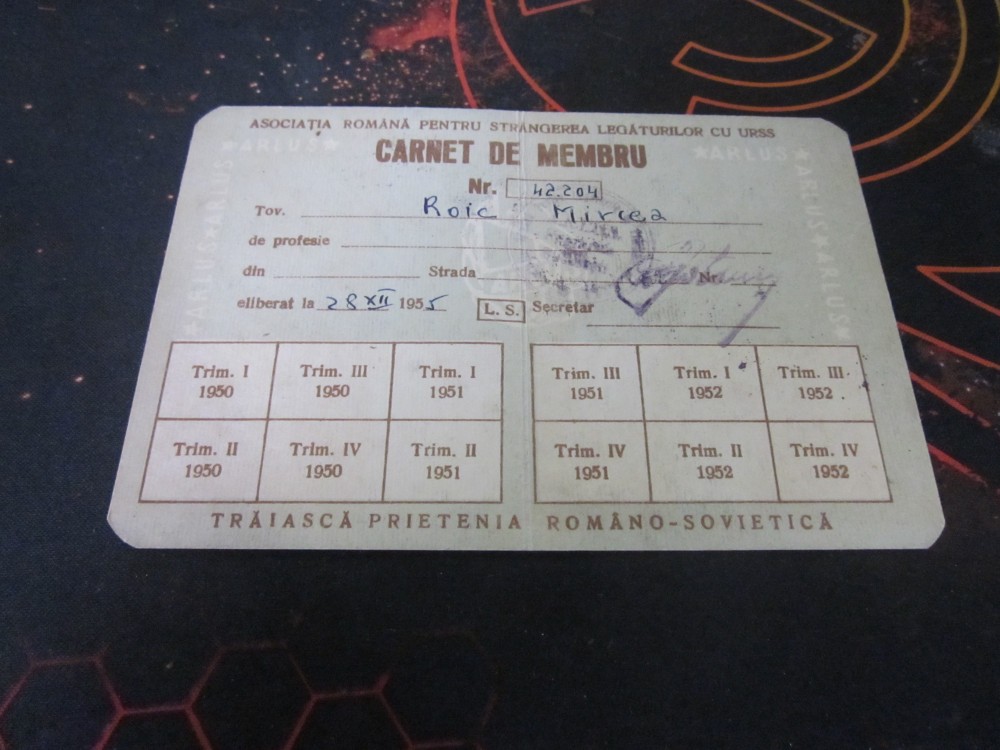 ASOCIAȚIA ROMÂNĂ PENTRU STRÂNGEREA LEGĂTURILOR CU URSS
★ARLUS★ ★ARLUS★
CARNET DE MEMBRU
Nr. 42.204
Tov. Roic Mircea
de profesie
din Strada Nr.
eliberat la 28 XII 1955 L. S. Secretar
Trim. I 1950 Trim. III 1950 Trim. I 1951 Trim. III 1951 Trim. I 1952 Trim. III 1952
Trim. II 1950 Trim. IV 1950 Trim. II 1951 Trim. IV 1951 Trim. II 1952 Trim. IV 1952
TRĂIASCĂ PRIETENIA ROMÂNO-SOVIETICĂ